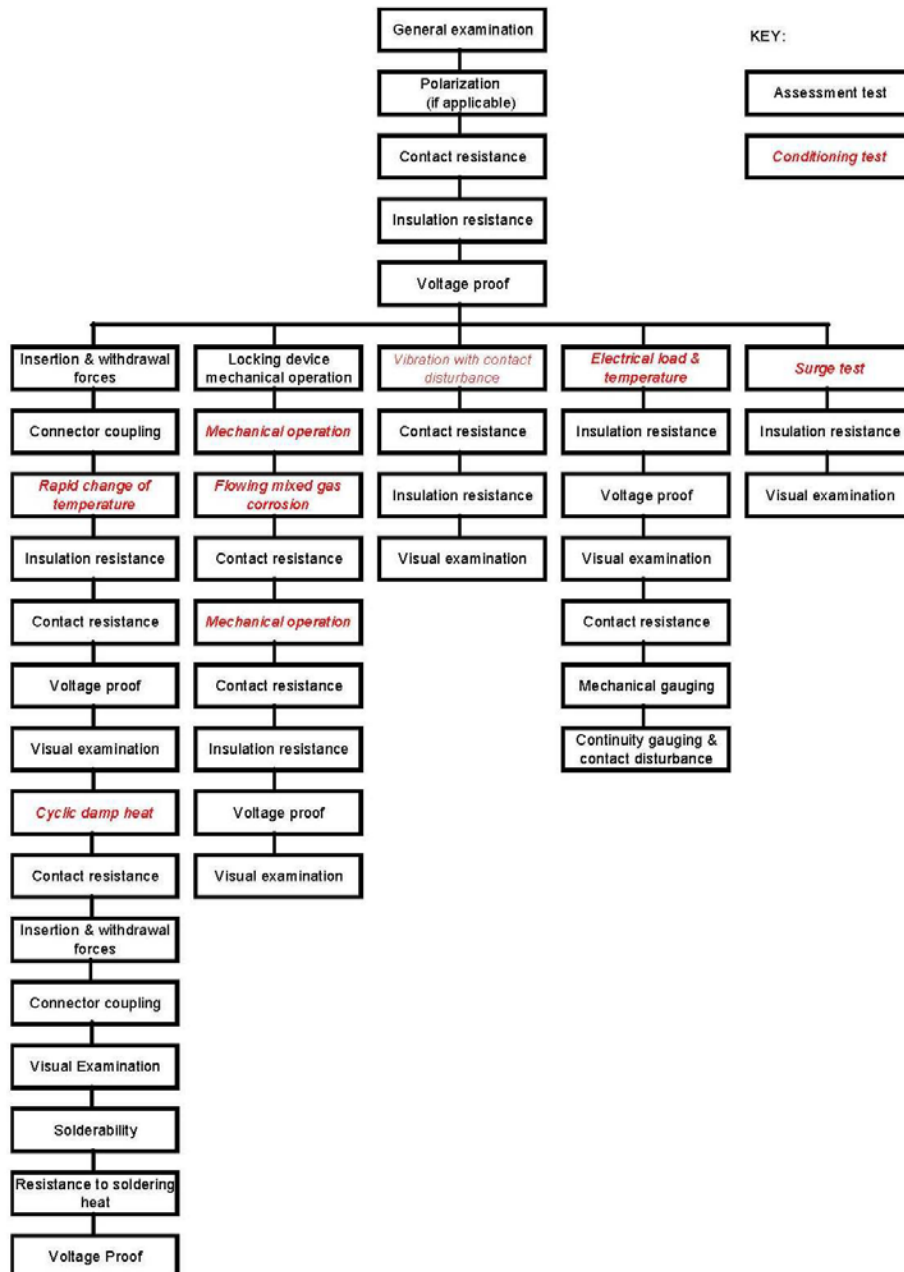 General examination
KEY:
Polarization
(if applicable)
Assessment test
Contact resistance
Conditioning test
Insulation resistance
Voltage proof
Insertion & withdrawal
forces
Connector coupling
Rapid change of
temperature
Insulation resistance
Contact resistance
Voltage proof
Visual examination
Cyclic damp heat
Contact resistance
Insertion & withdrawal
forces
Connector coupling
Visual Examination
Solderability
Resistance to soldering
heat
Voltage Proof
Locking device
mechanical operation
Mechanical operation
Flowing mixed gas
corrosion
Contact resistance
Mechanical operation
Contact resistance
Insulation resistance
Voltage proof
Visual examination
Vibration with contact
disturbance
Contact resistance
Insulation resistance
Visual examination
Electrical load &
temperature
Insulation resistance
Voltage proof
Visual examination
Contact resistance
Mechanical gauging
Continuity gauging &
contact disturbance
Surge test
Insulation resistance
Visual examination